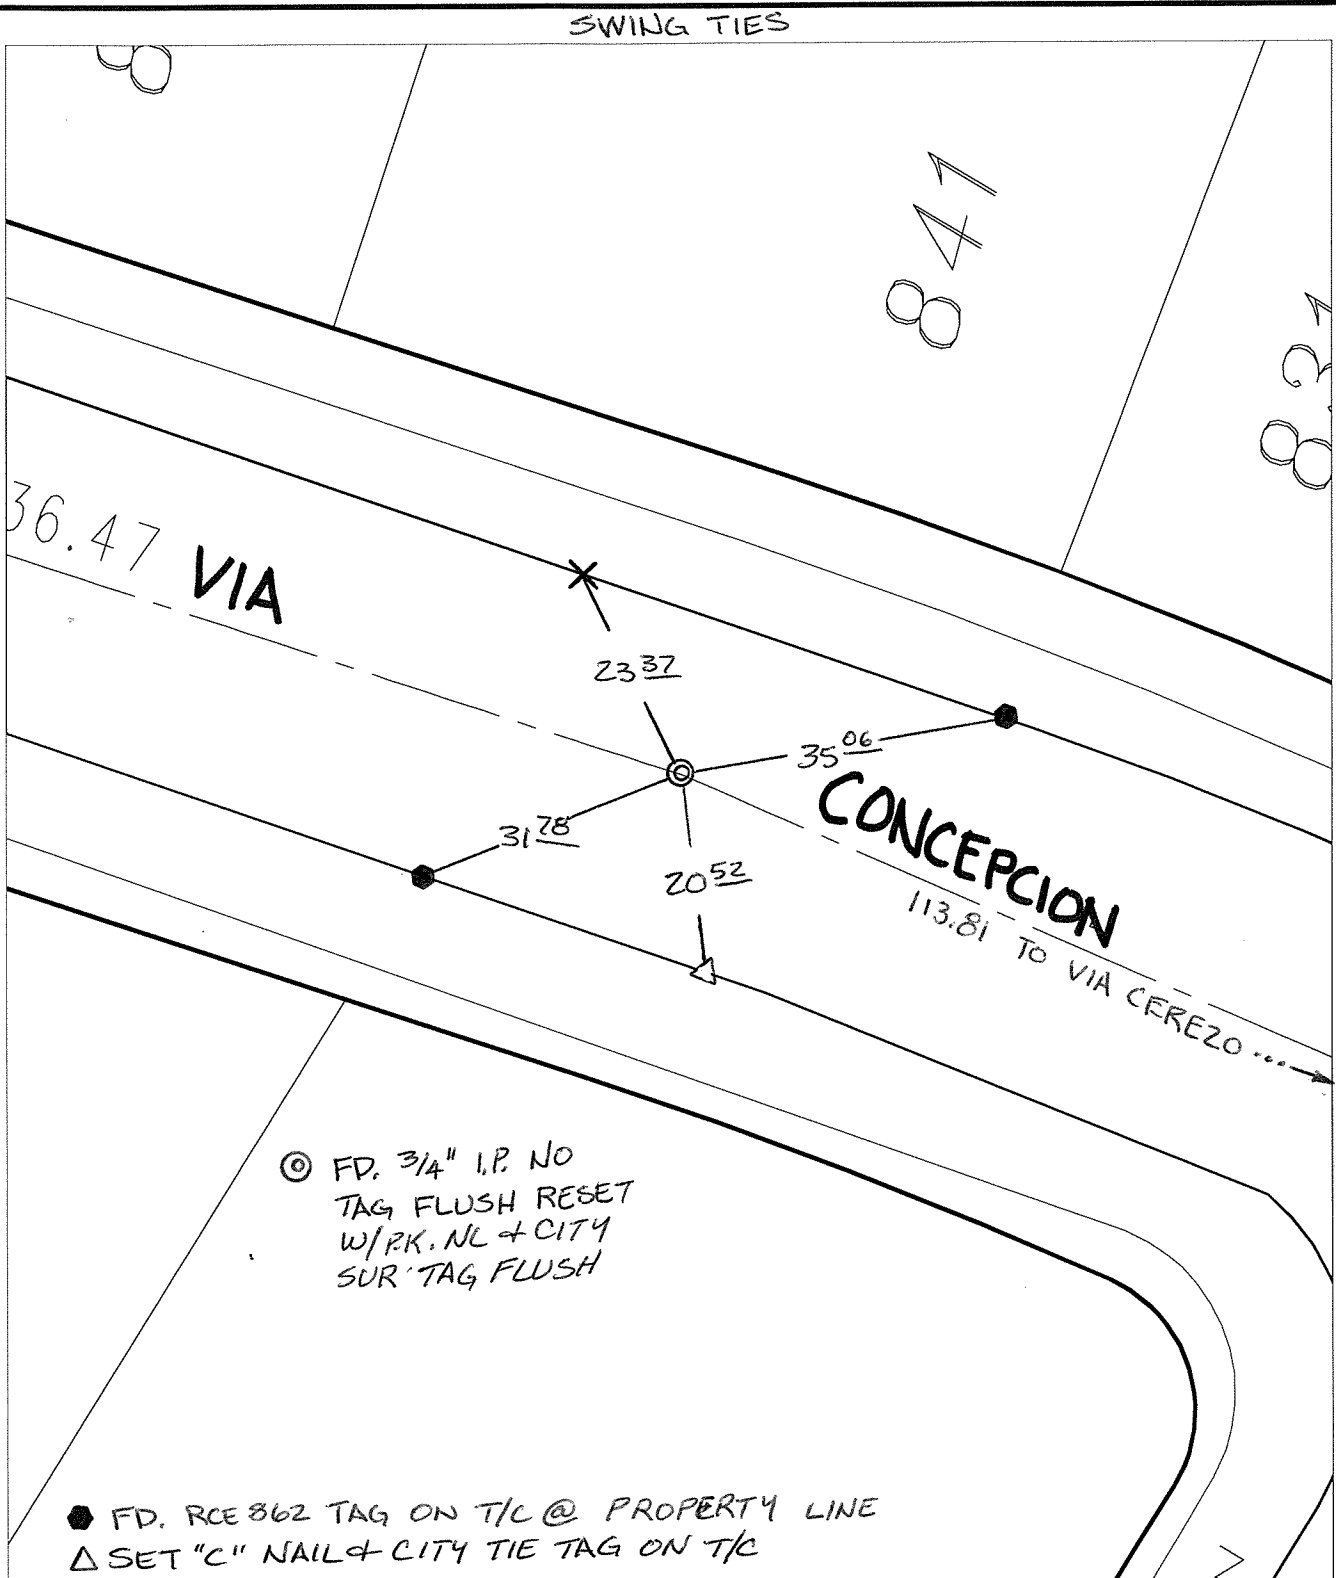 SWING TIES
8
841
831
36.47
VIA
23 37
35 06
31 78
20 52
CONCEPCION
113.81 TO VIA CEREZO ....
FD. 3/4" I.P. NO
TAG FLUSH RESET
W/P.K. NL & CITY
SUR TAG FLUSH
FD. RCE 862 TAG ON T/C @ PROPERTY LINE
SET "C" NAIL & CITY TIE TAG ON T/C